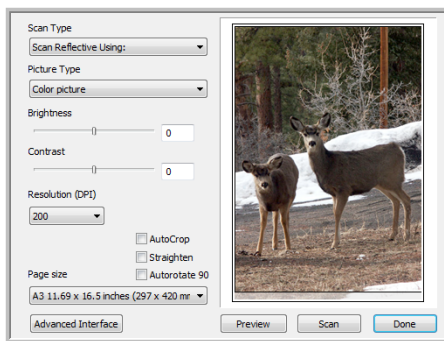 Scan Type
Scan Reflective Using:
Picture Type
Color picture
Brightness
0
Contrast
0
Resolution (DPI)
200
AutoCrop
Straighten
Page size
Autorotate 90
A3 11.69 x 16.5 inches (297 x 420 mr
Advanced Interface
Preview
Scan
Done